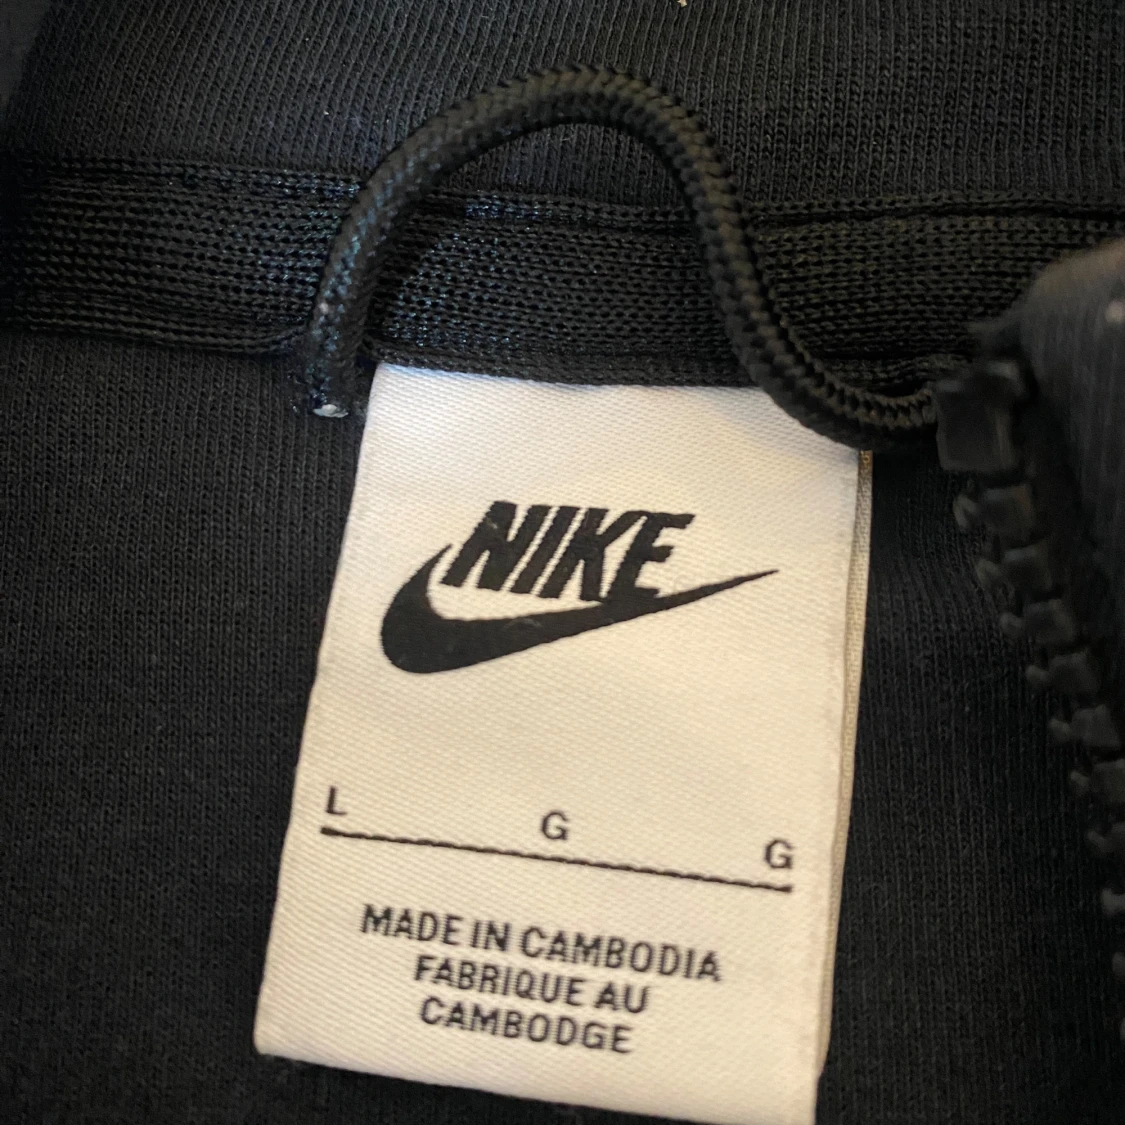 NIKE
L G G
MADE IN CAMBODIA
FABRIQUE AU
CAMBODGE